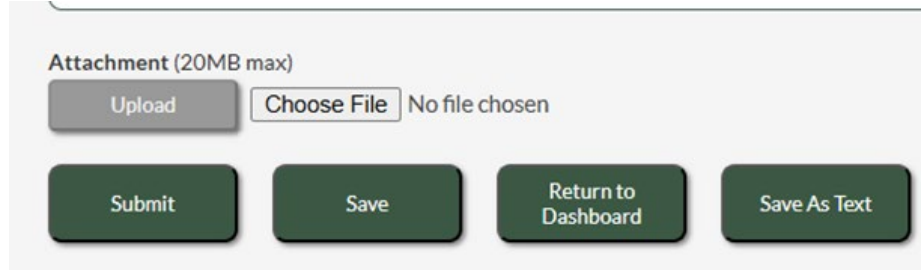 Attachment (20MB max)
Upload Choose File No file chosen
Submit Save Return to Dashboard Save As Text